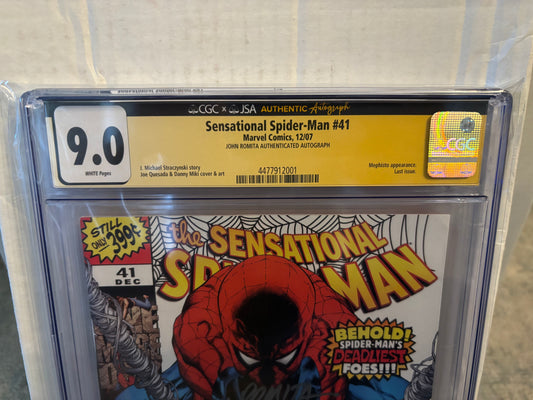 CGC × JSA AUTHENTIC Autograph
9.0
WHITE Pages
Sensational Spider-Man #41
Marvel Comics, 12/07
JOHN ROMITA AUTHENTICATED AUTOGRAPH
J. Michael Straczynski story
Joe Quesada & Danny Miki cover & art
Mephisto appearance.
Last issue.
4477912001
CGC
STILL
ONLY 399¢
41
DEC
the SENSATIONAL
SPIDER-MAN
BEHOLD!
SPIDER-MAN'S
DEADLIEST
FOES!!!